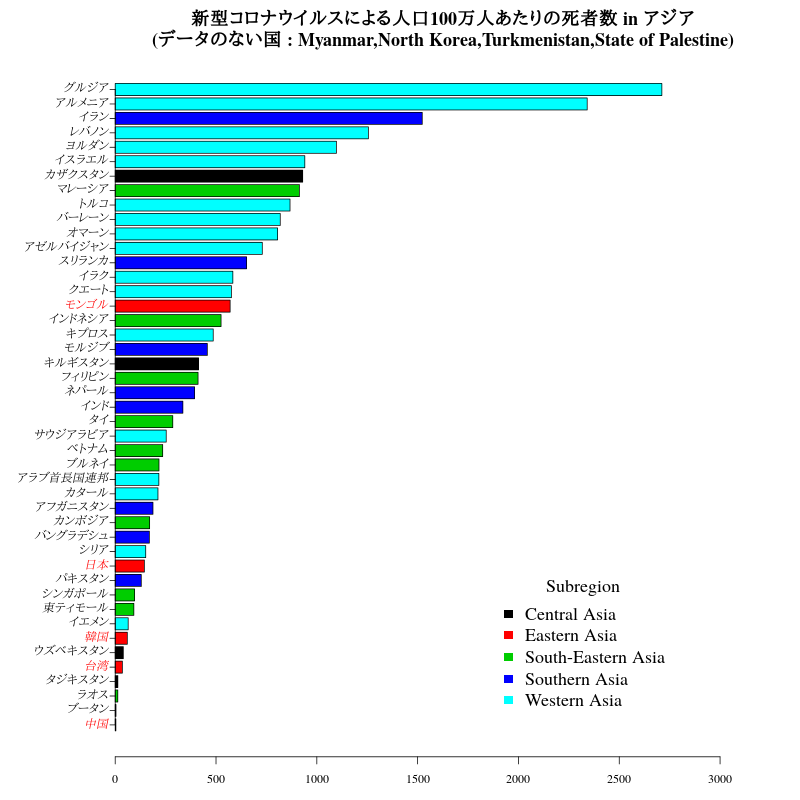 新型コロナウイルスによる人口100万人あたりの死者数 in アジア
(データのない国 : Myanmar,North Korea,Turkmenistan,State of Palestine)
グルジア
アルメニア
イラン
レバノン
ヨルダン
イスラエル
カザクスタン
マレーシア
トルコ
バーレーン
オマーン
アゼルバイジャン
スリランカ
イラク
クエート
モンゴル
インドネシア
キプロス
モルジブ
キルギスタン
フィリピン
ネパール
インド
タイ
サウジアラビア
ベトナム
ブルネイ
アラブ首長国連邦
カタール
アフガニスタン
カンボジア
バングラデシュ
シリア
日本
パキスタン
シンガポール
東ティモール
イエメン
韓国
ウズベキスタン
台湾
タジキスタン
ラオス
ブータン
中国
Subregion
Central Asia
Eastern Asia
South-Eastern Asia
Southern Asia
Western Asia
0 500 1000 1500 2000 2500 3000